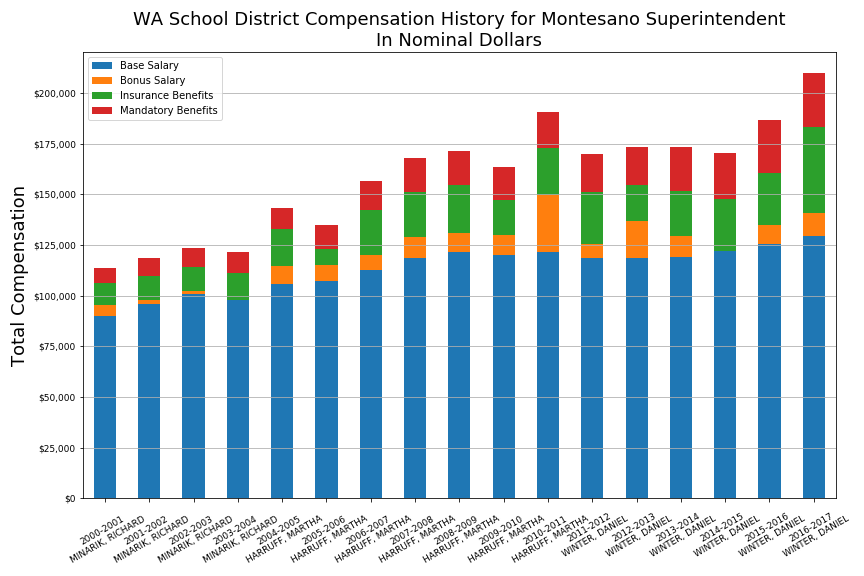 WA School District Compensation History for Montesano Superintendent
In Nominal Dollars
Base Salary
Bonus Salary
Insurance Benefits
Mandatory Benefits
Total Compensation
$200,000
$175,000
$150,000
$125,000
$100,000
$75,000
$50,000
$25,000
$0
2000-2001
MINARIK, RICHARD
2001-2002
MINARIK, RICHARD
2002-2003
MINARIK, RICHARD
2003-2004
MINARIK, RICHARD
2004-2005
HARRUFF, MARTHA
2005-2006
HARRUFF, MARTHA
2006-2007
HARRUFF, MARTHA
2007-2008
HARRUFF, MARTHA
2008-2009
HARRUFF, MARTHA
2009-2010
HARRUFF, MARTHA
2010-2011
HARRUFF, MARTHA
2011-2012
WINTER, DANIEL
2012-2013
WINTER, DANIEL
2013-2014
WINTER, DANIEL
2014-2015
WINTER, DANIEL
2015-2016
WINTER, DANIEL
2016-2017
WINTER, DANIEL